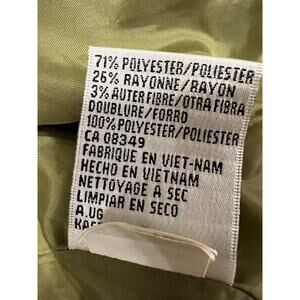 71% POLYESTER/POLIESTER
26% RAYONNE/RAYON
3% AUTER FIBRE/OTRA FIBRA
DOUBLURE/FORRO
100% POLYESTER/POLIESTER
CA 08349
FABRIQUE EN VIET-NAM
HECHO EN VIETNAM
NETTOYAGE A SEC
LIMPIAR EN SECO
A.UG